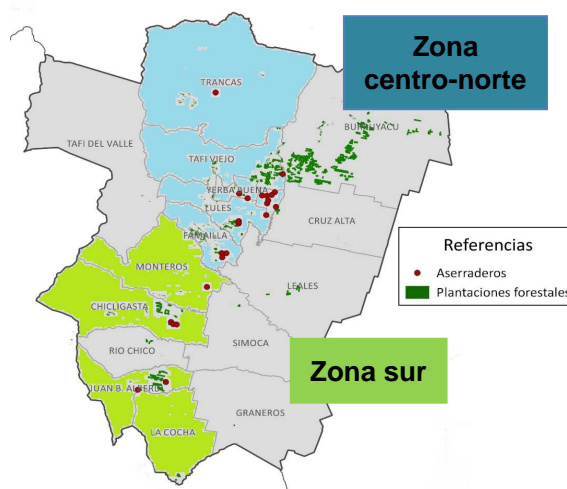 Zona
centro-norte
TRANCAS
BURRUYACU
TAFI DEL VALLE
TAFI VIEJO
YERBA BUENA
LULES
CRUZ ALTA
FAMAILLA
Referencias
Aserraderos
Plantaciones forestales
MONTEROS
LEALES
CHICLIGASTA
SIMOCA
RIO CHICO
Zona sur
JUAN B. ALBERDI
GRANEROS
LA COCHA